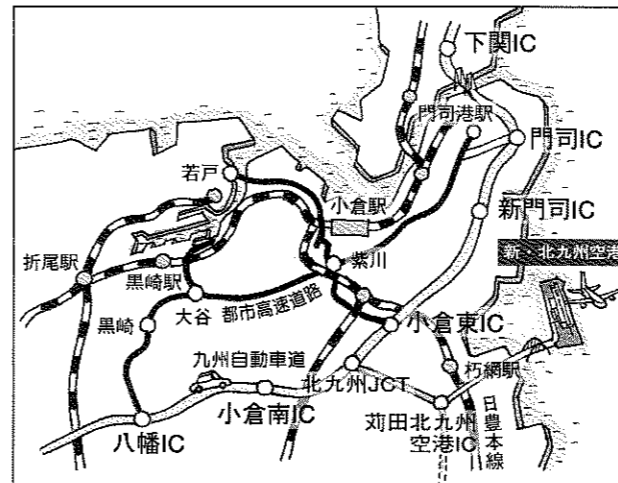 下関IC
門司港駅
門司IC
若戸
小倉駅
新門司IC
新・北九州空港
折尾駅
黒崎駅
紫川
大谷
都市高速道路
黒崎
小倉東IC
九州自動車道
北九州JCT
朽網駅
小倉南IC
八幡IC
苅田北九州
空港IC
日豊本線